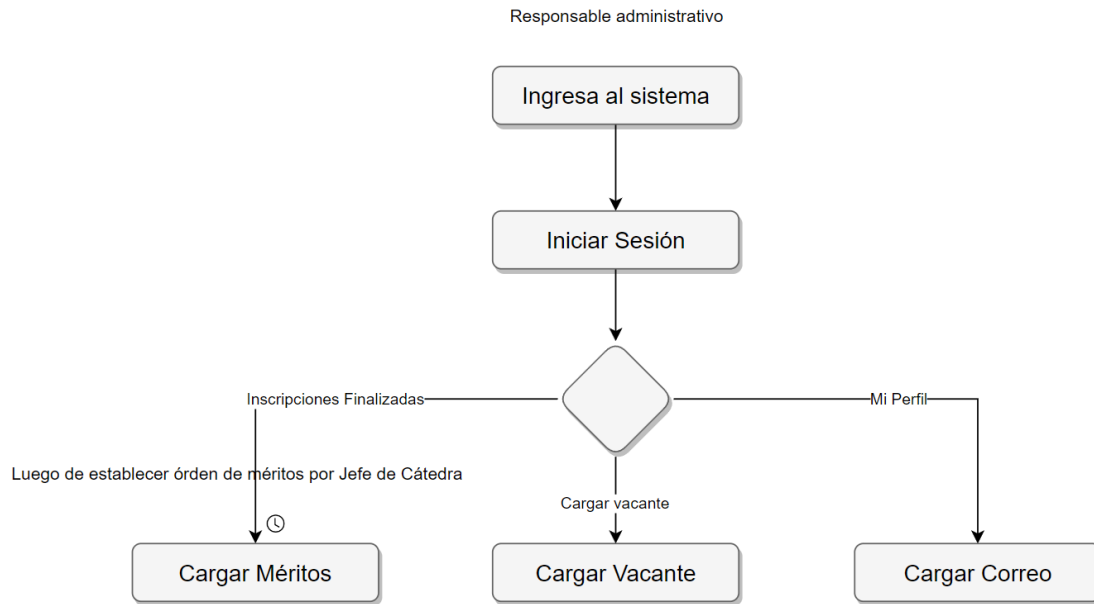 Responsable administrativo
Ingresa al sistema
Iniciar Sesión
Inscripciones Finalizadas
Mi Perfil
Luego de establecer órden de méritos por Jefe de Cátedra
Cargar vacante
Cargar Méritos
Cargar Vacante
Cargar Correo